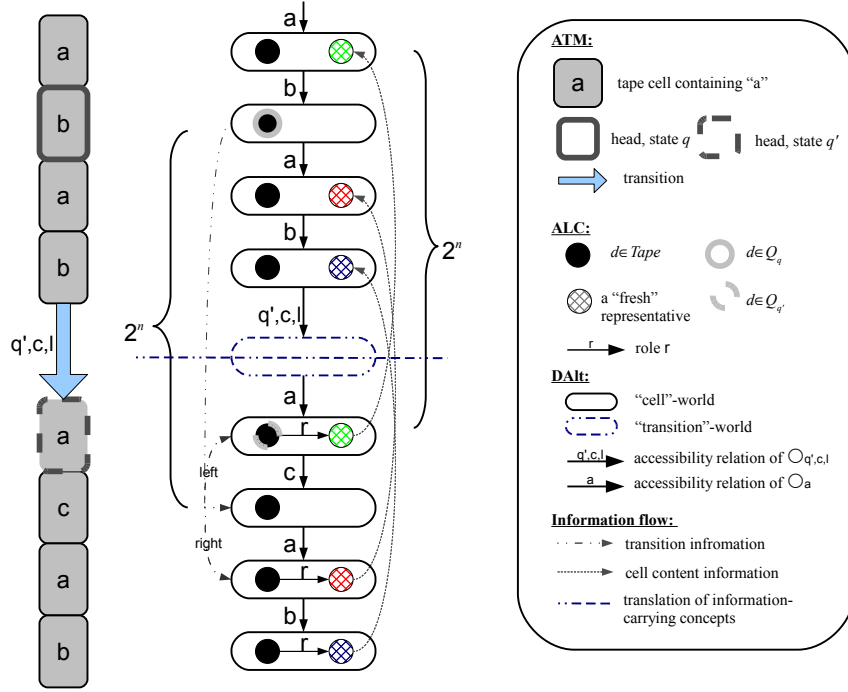 a
b
a
b
q',c,l
a
c
a
b
a
b
a
b
q',c,l
a
r
c
a
r
b
r
2ⁿ
2ⁿ
left
right
ATM:
a
tape cell containing “a”
head, state q
head, state q'
transition
ALC:
d∈Tape
d∈Q_q
a “fresh” representative
d∈Q_q'
r
role r
DAlt:
“cell”-world
“transition”-world
q',c,l
accessibility relation of ○q',c,l
a
accessibility relation of ○a
Information flow:
transition infromation
cell content information
translation of information-
carrying concepts